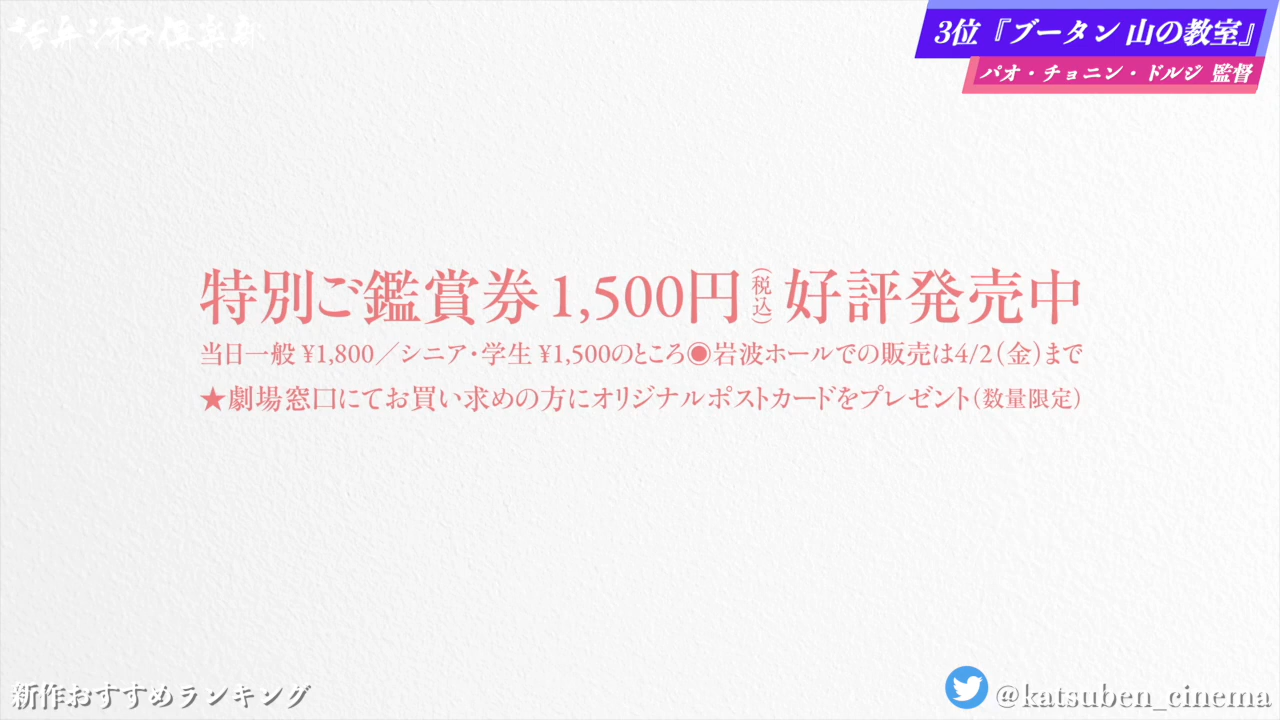 活弁シネマ倶楽部
3位『ブータン 山の教室』
パオ・チョニン・ドルジ 監督
特別ご鑑賞券1,500円(税込)好評発売中
当日一般 ¥1,800／シニア・学生 ¥1,500のところ◉岩波ホールでの販売は4/2(金)まで
★劇場窓口にてお買い求めの方にオリジナルポストカードをプレゼント(数量限定)
新作おすすめランキング
@katsuben_cinema